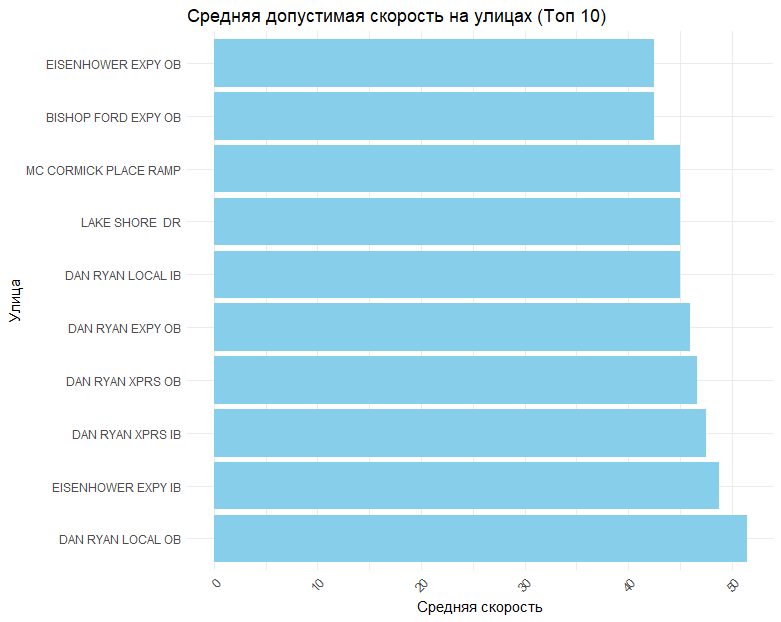 Средняя допустимая скорость на улицах (Топ 10)
Улица
EISENHOWER EXPY OB
BISHOP FORD EXPY OB
MC CORMICK PLACE RAMP
LAKE SHORE  DR
DAN RYAN LOCAL IB
DAN RYAN EXPY OB
DAN RYAN XPRS OB
DAN RYAN XPRS IB
EISENHOWER EXPY IB
DAN RYAN LOCAL OB
0 10 20 30 40 50
Средняя скорость